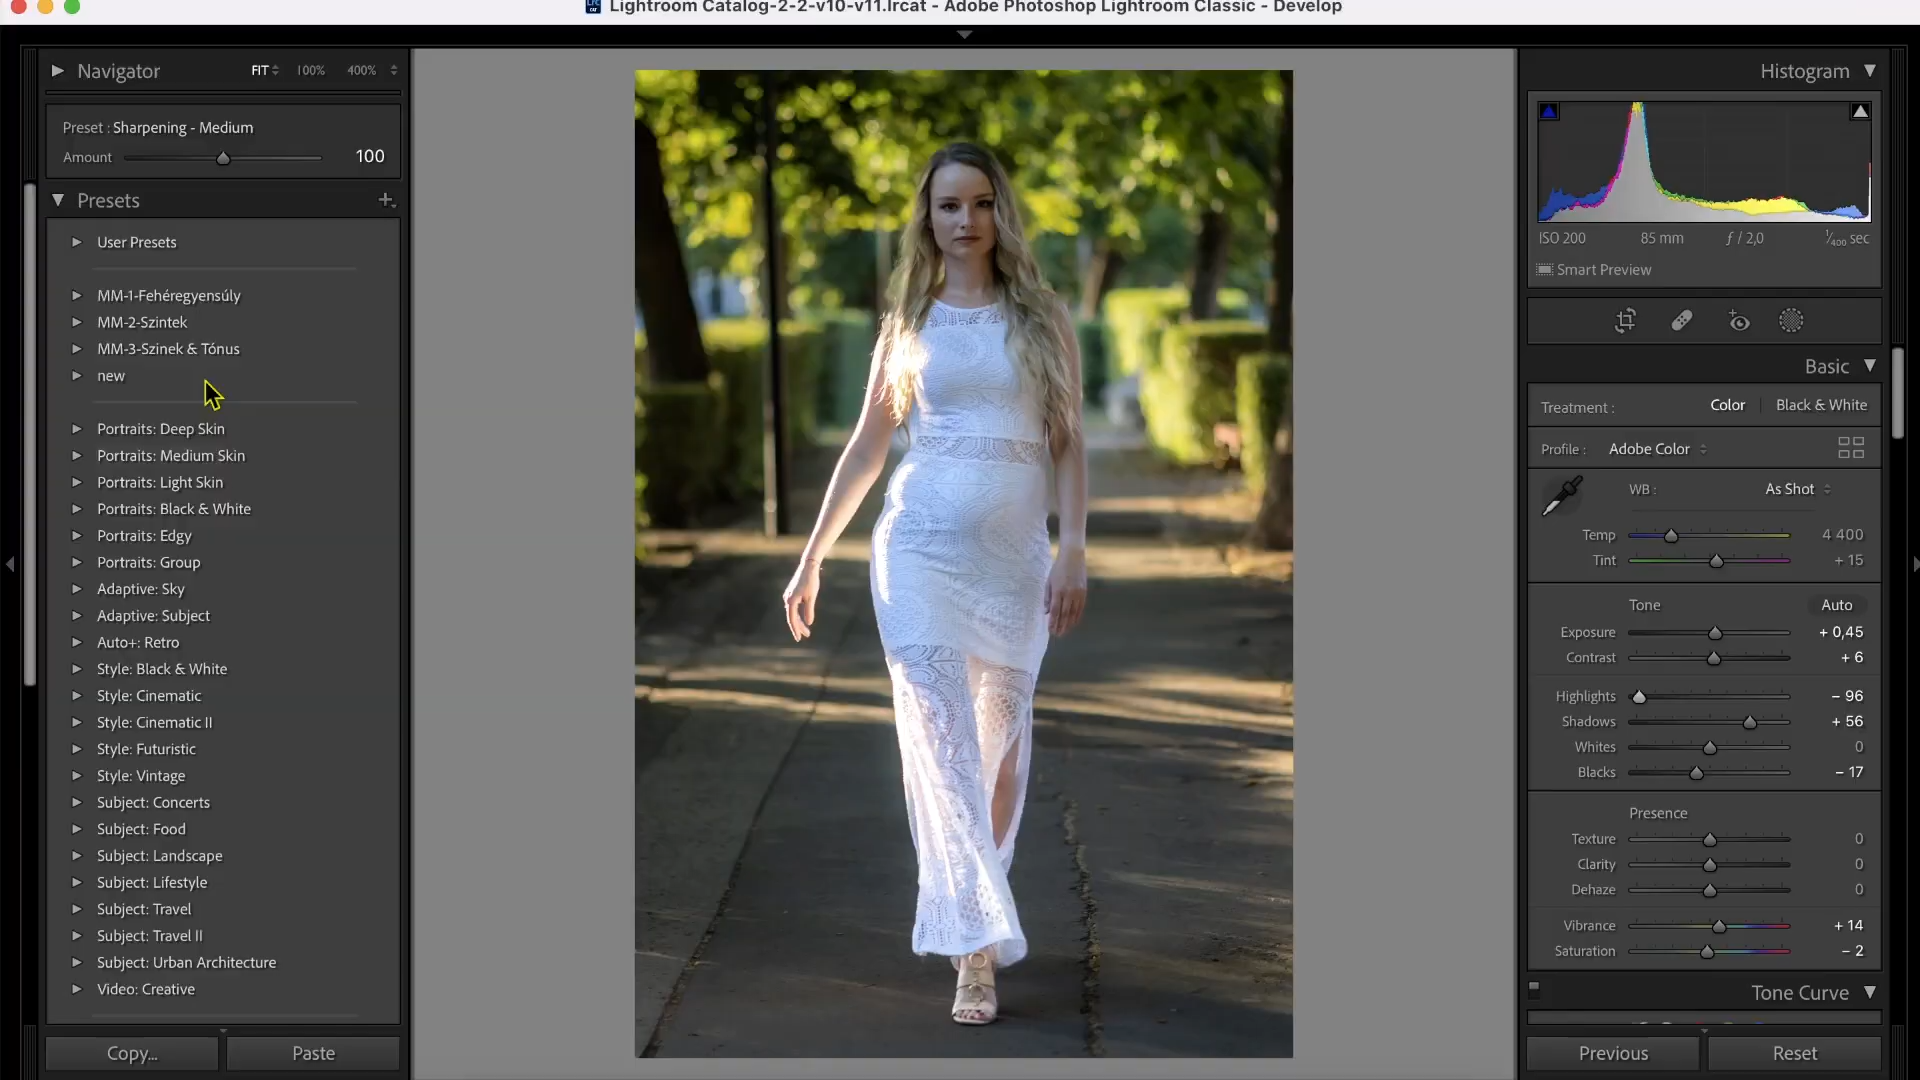 Lightroom Catalog-2-2-v10-v11.lrcat - Adobe Photoshop Lightroom Classic - Develop
Navigator FIT 100% 400%
Preset : Sharpening - Medium
Amount 100
Presets
User Presets
MM-1-Fehéregyensúly
MM-2-Szintek
MM-3-Szinek & Tónus
new
Portraits: Deep Skin
Portraits: Medium Skin
Portraits: Light Skin
Portraits: Black & White
Portraits: Edgy
Portraits: Group
Adaptive: Sky
Adaptive: Subject
Auto+: Retro
Style: Black & White
Style: Cinematic
Style: Cinematic II
Style: Futuristic
Style: Vintage
Subject: Concerts
Subject: Food
Subject: Landscape
Subject: Lifestyle
Subject: Travel
Subject: Travel II
Subject: Urban Architecture
Video: Creative
Copy... Paste
Histogram
ISO 200 85 mm ƒ / 2,0 1/400 sec
Smart Preview
Basic
Treatment : Color Black & White
Profile : Adobe Color
WB : As Shot
Temp 4 400
Tint + 15
Tone Auto
Exposure + 0,45
Contrast + 6
Highlights – 96
Shadows + 56
Whites 0
Blacks – 17
Presence
Texture 0
Clarity 0
Dehaze 0
Vibrance + 14
Saturation – 2
Tone Curve
Previous Reset